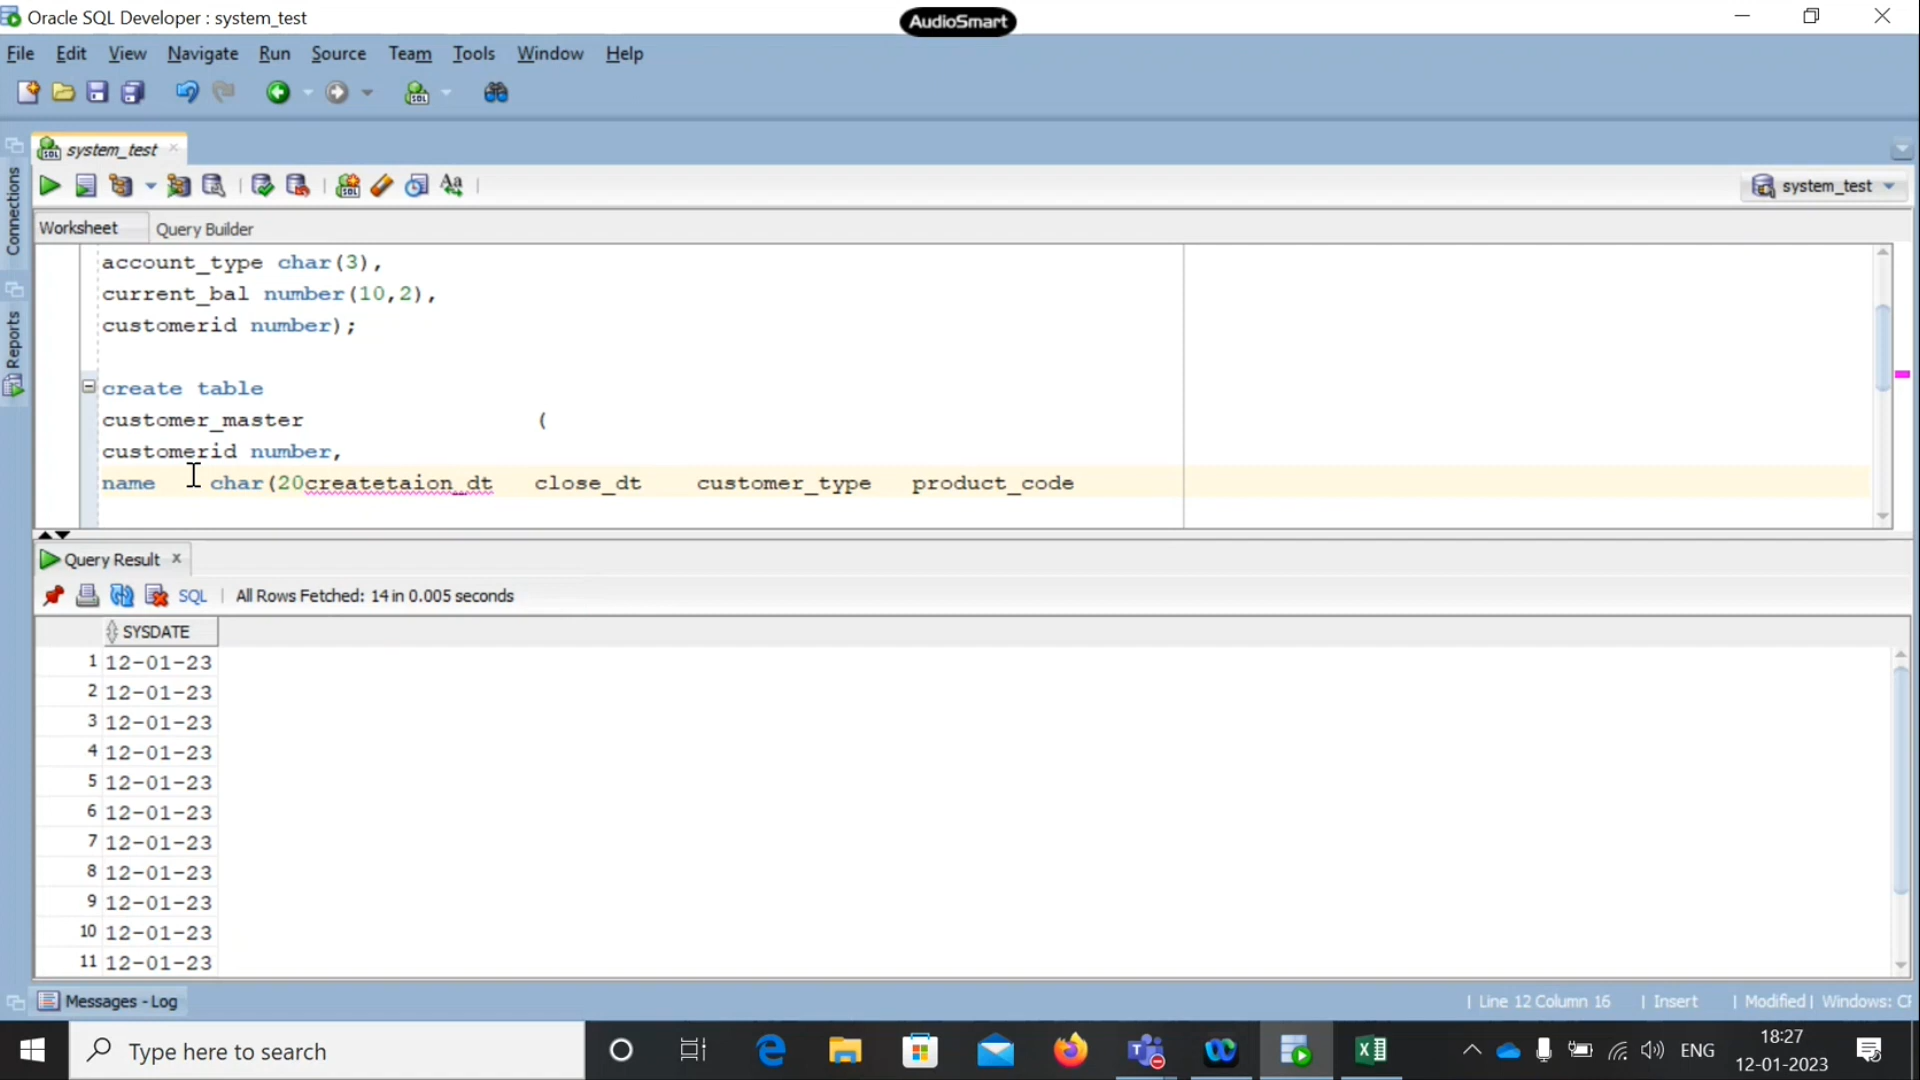 Oracle SQL Developer : system_test
AudioSmart
File Edit View Navigate Run Source Team Tools Window Help
system_test
system_test
Worksheet Query Builder
Connections
Reports
account_type char(3),
current_bal number(10,2),
customerid number);
create table
customer_master (
customerid number,
name char(20createtaion_dt close_dt customer_type product_code
Query Result
SQL | All Rows Fetched: 14 in 0.005 seconds
SYSDATE
1 12-01-23
2 12-01-23
3 12-01-23
4 12-01-23
5 12-01-23
6 12-01-23
7 12-01-23
8 12-01-23
9 12-01-23
10 12-01-23
11 12-01-23
Messages - Log
| Line 12 Column 16 | Insert | Modified | Windows: CF
Type here to search
ENG
18:27
12-01-2023